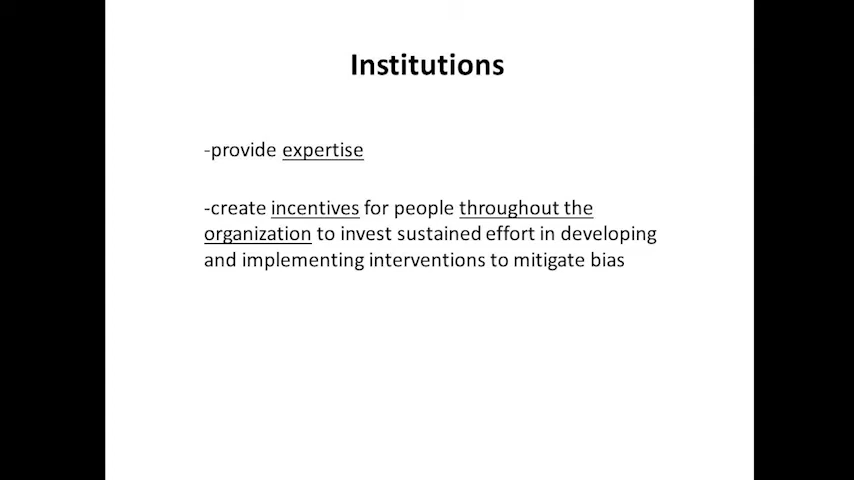 Institutions
-provide expertise
-create incentives for people throughout the
organization to invest sustained effort in developing
and implementing interventions to mitigate bias